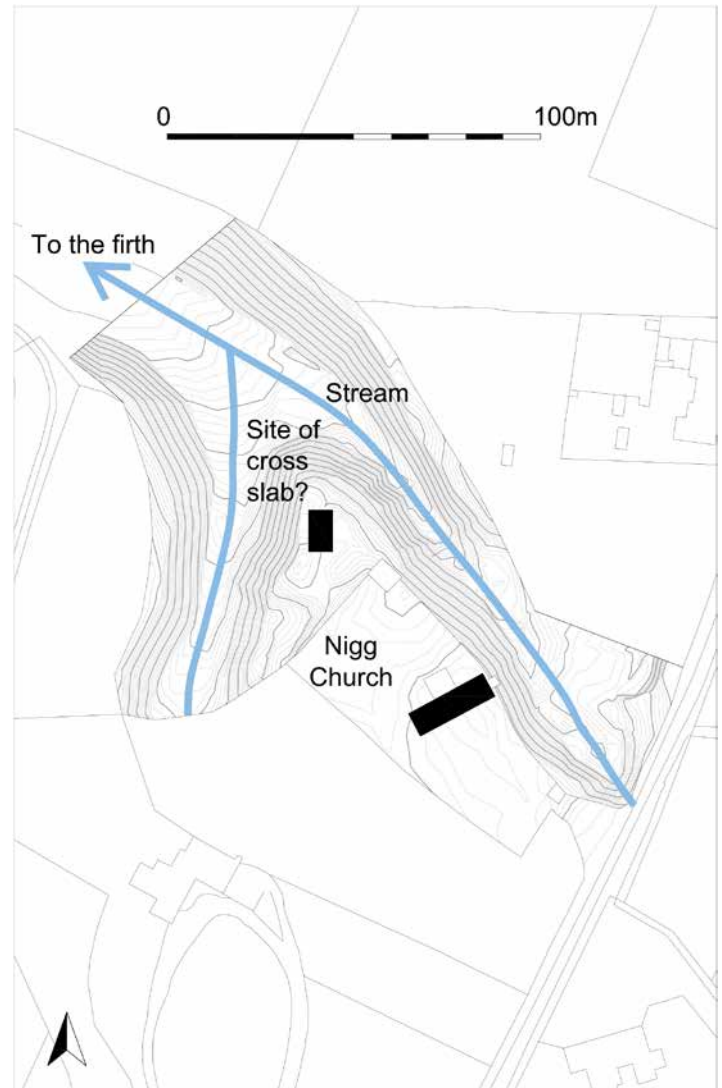 0 100m
To the firth
Stream
Site of
cross
slab?
Nigg
Church